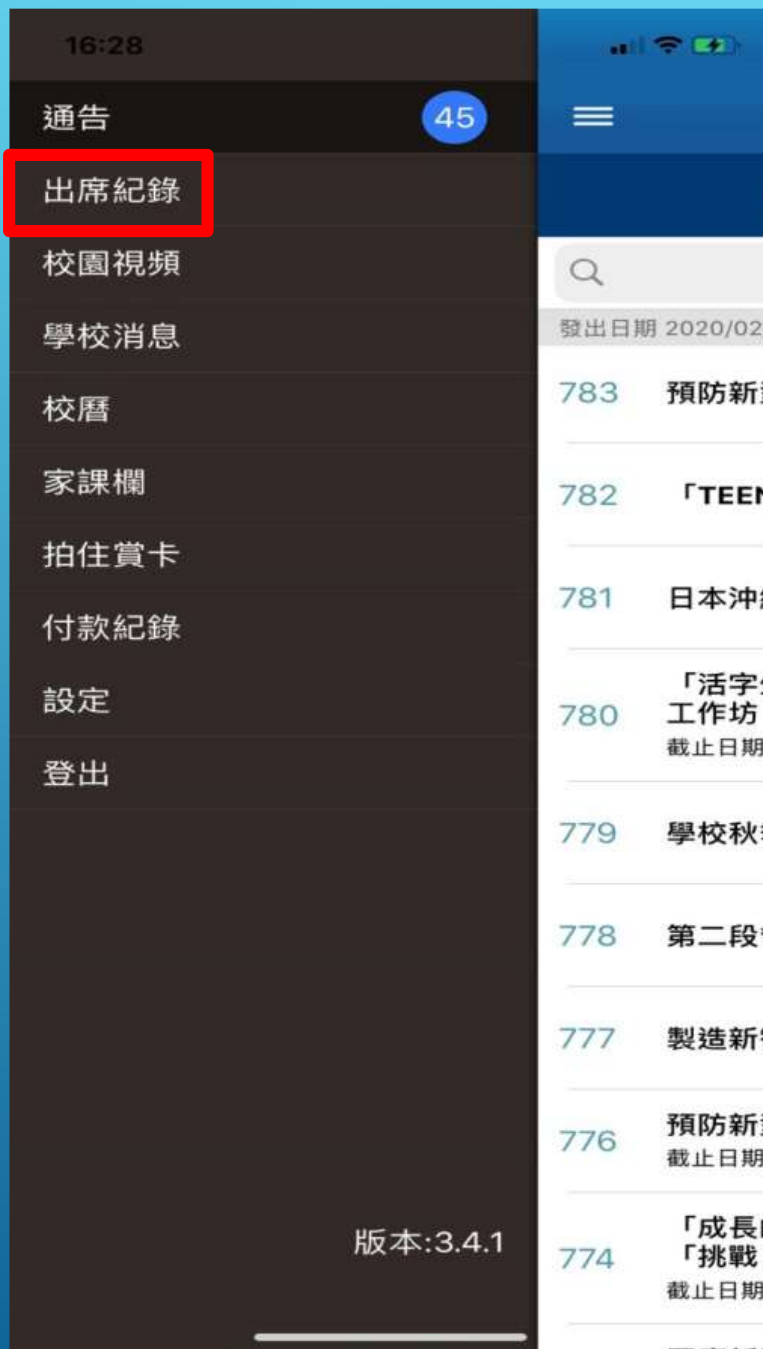 16:28
通告
45
出席紀錄
校園視頻
學校消息
校曆
家課欄
拍住賞卡
付款紀錄
設定
登出
版本:3.4.1
發出日期 2020/02
783 預防新
782 「TEEN
781 日本沖
780 「活字
工作坊
截止日期
779 學校秋
778 第二段
777 製造新
776 預防新
截止日期
774 「成長
「挑戰
截止日期